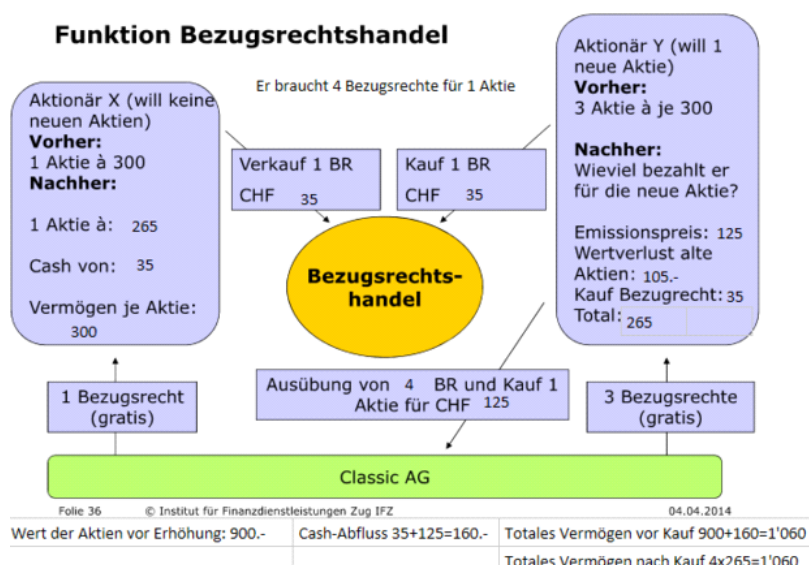 Funktion Bezugsrechtshandel
Er braucht 4 Bezugsrechte für 1 Aktie
Aktionär X (will keine
neuen Aktien)
Vorher:
1 Aktie à 300
Nachher:
1 Aktie à: 265
Cash von: 35
Vermögen je Aktie:
300
Verkauf 1 BR
CHF 35
Kauf 1 BR
CHF 35
Aktionär Y (will 1
neue Aktie)
Vorher:
3 Aktie à je 300
Nachher:
Wieviel bezahlt er
für die neue Aktie?
Emissionspreis: 125
Wertverlust alte
Aktien: 105.-
Kauf Bezugrecht: 35
Total: 265
Bezugsrechts-
handel
1 Bezugsrecht
(gratis)
Ausübung von 4 BR und Kauf 1
Aktie für CHF 125
3 Bezugsrechte
(gratis)
Classic AG
Folie 36 © Institut für Finanzdienstleistungen Zug IFZ 04.04.2014
Wert der Aktien vor Erhöhung: 900.- Cash-Abfluss 35+125=160.- Totales Vermögen vor Kauf 900+160=1'060
Totales Vermögen nach Kauf 4x265=1'060